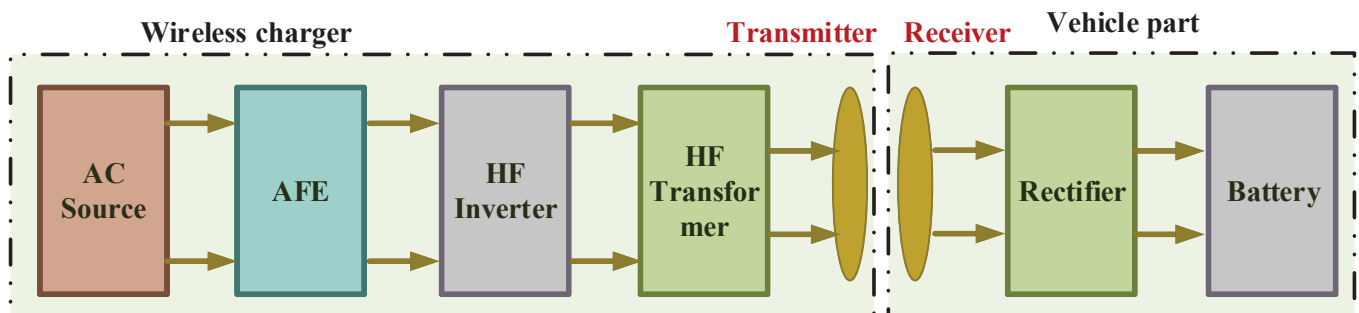 Wireless charger
Transmitter
Receiver
Vehicle part
AC
Source
AFE
HF
Inverter
HF
Transfor
mer
Rectifier
Battery